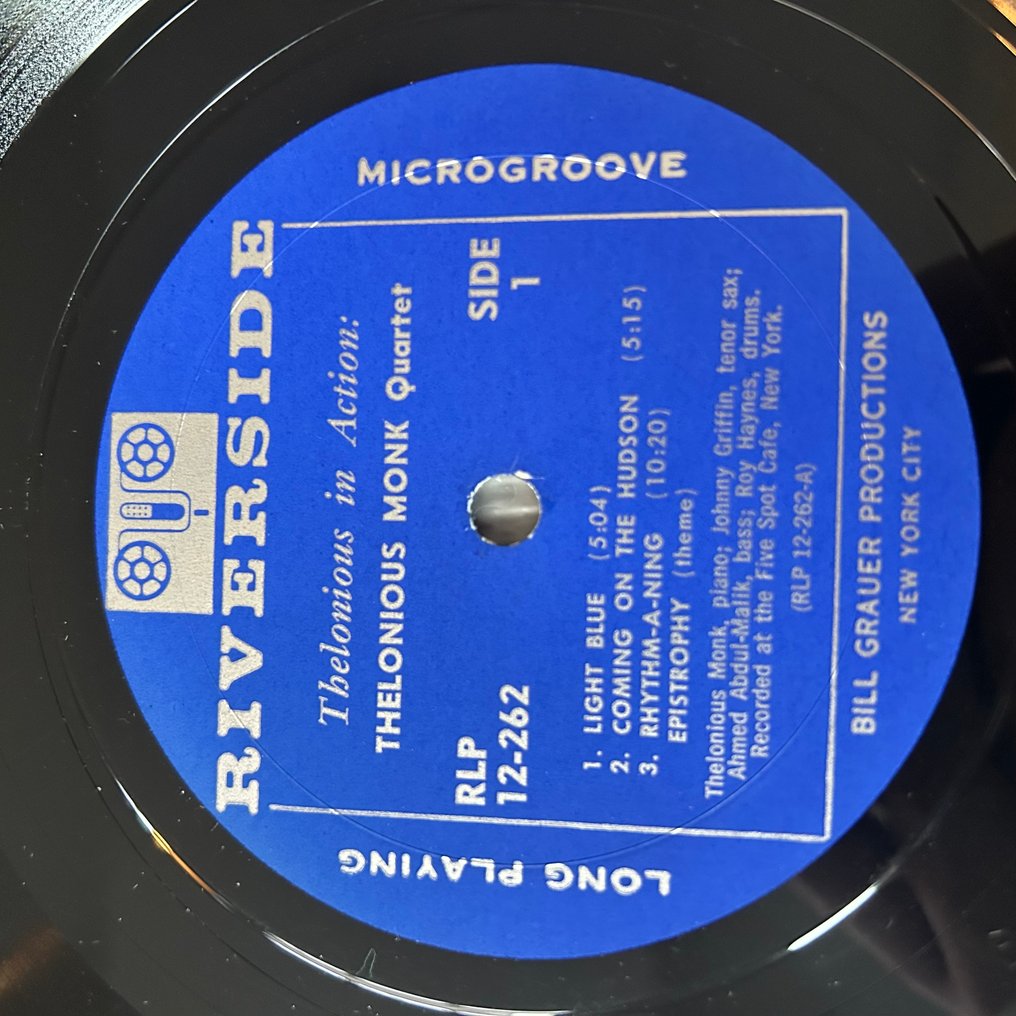 RIVERSIDE
LONG PLAYING
MICROGROOVE
Thelonious in Action:
THELONIOUS MONK Quartet
RLP
12-262
SIDE
1
1. LIGHT BLUE (5:04)
2. COMING ON THE HUDSON (5:15)
3. RHYTHM-A-NING (10:20)
EPISTROPHY (theme)
Thelonious Monk, piano; Johnny Griffin, tenor sax;
Ahmed Abdul-Malik, bass; Roy Haynes, drums.
Recorded at the Five Spot Cafe, New York.
(RLP 12-262-A)
BILL GRAUER PRODUCTIONS
NEW YORK CITY